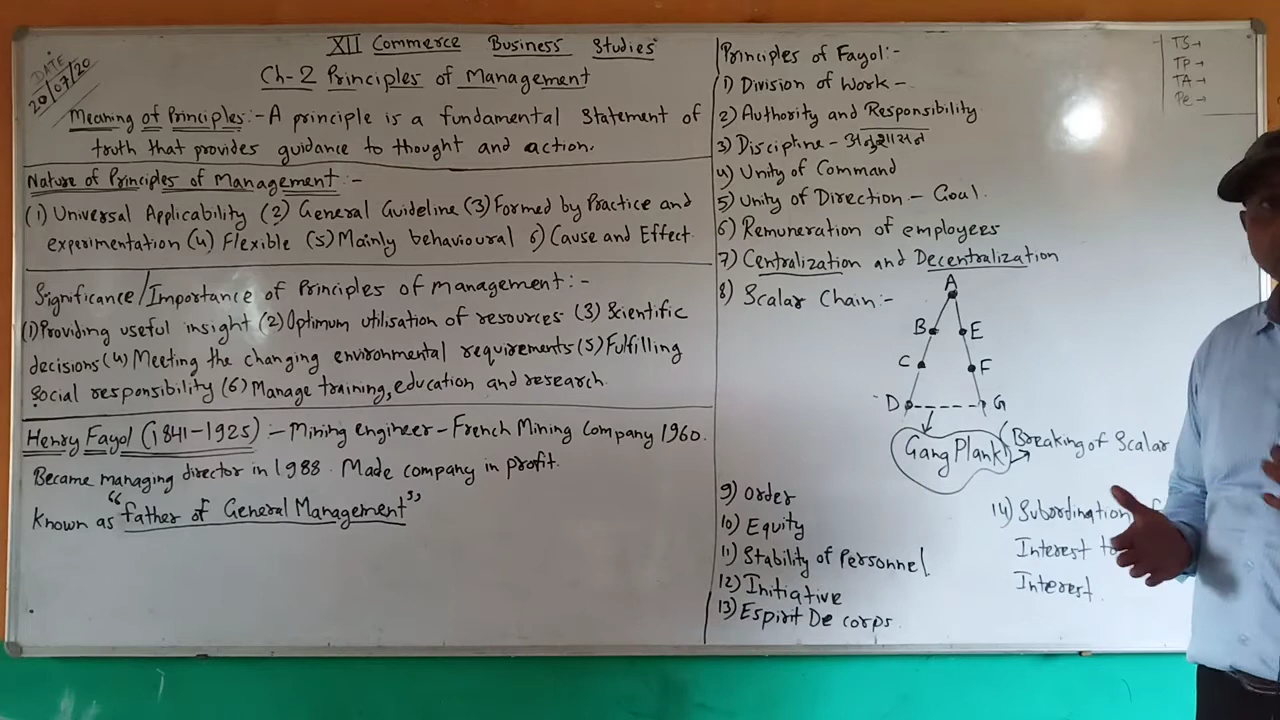 DATE
20/07/20
XII Commerce Business Studies
Ch-2 Principles of Management
Meaning of Principles:- A principle is a fundamental statement of
truth that provides guidance to thought and action.
Nature of Principles of Management:-
(1) Universal Applicability (2) General Guideline (3) Formed by Practice and
experimentation (4) Flexible (5) Mainly behavioural 6) Cause and Effect
Significance/Importance of Principles of management:-
(1) Providing useful insight (2) Optimum utilisation of resources (3) Scientific
decisions (4) Meeting the changing environmental requirements (5) Fulfilling
Social responsibility (6) Manage training, education and research.
Henry Fayol (1841-1925):- Mining engineer - French Mining Company 1960.
Became managing director in 1988. Made company in profit.
Known as "father of General Management"
Principles of Fayol:-
1) Division of Work -
2) Authority and Responsibility
3) Discipline - अनुशासन
4) Unity of Command
5) Unity of Direction - Goal.
6) Remuneration of employees
7) Centralization and Decentralization
8) Scalar Chain:-
A
B E
C F
D G
Gang Plank
(Breaking of Scalar
9) Order
10) Equity
11) Stability of Personnel.
12) Initiative
13) Espirit De corps.
14) Subordination of
Interest to
Interest.
TS→
TP→
TA→
Pe→